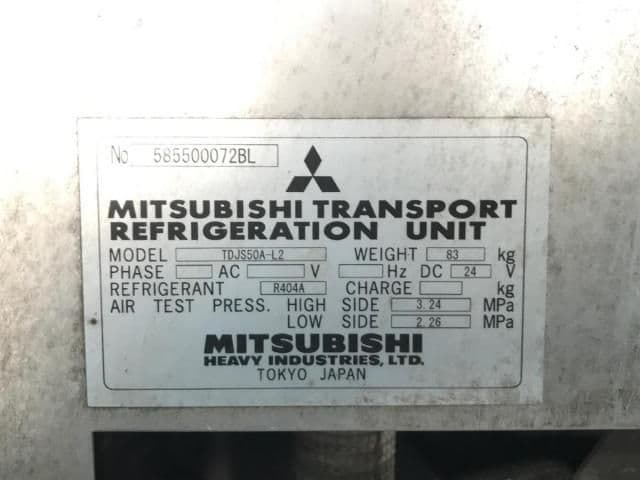 No 585500072BL
MITSUBISHI TRANSPORT
REFRIGERATION UNIT
MODEL TDJS50A-L2 WEIGHT 83 kg
PHASE AC V Hz DC 24 V
REFRIGERANT R404A CHARGE kg
AIR TEST PRESS. HIGH SIDE 3.24 MPa
LOW SIDE 2.26 MPa
MITSUBISHI
HEAVY INDUSTRIES, LTD.
TOKYO JAPAN